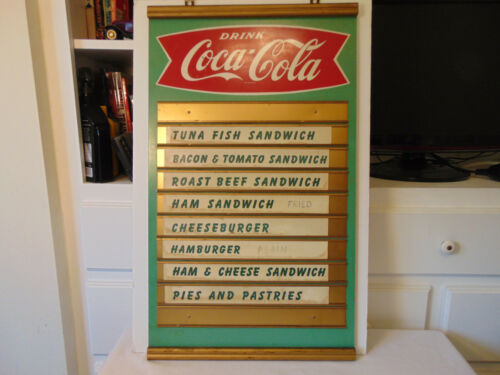 DRINK
Coca-Cola
TUNA FISH SANDWICH
BACON & TOMATO SANDWICH
ROAST BEEF SANDWICH
HAM SANDWICH FRIED
CHEESEBURGER
HAMBURGER PLAIN
HAM & CHEESE SANDWICH
PIES AND PASTRIES